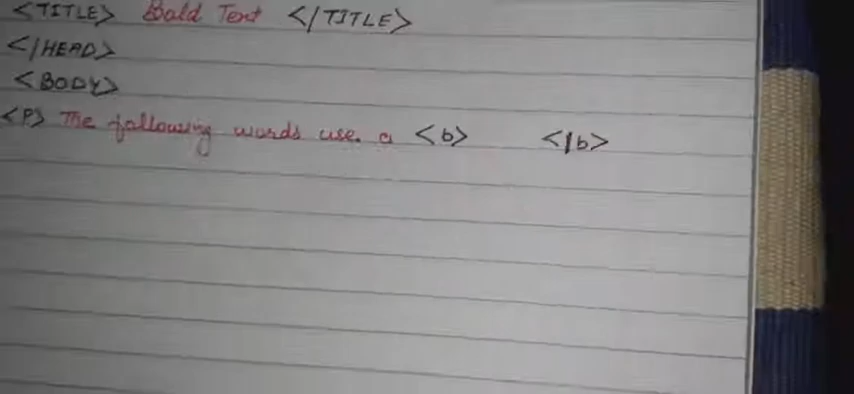 <TITLE> Bold Text </TITLE>
</HEAD>
<BODY>
<P> The following words use a <b> </b>